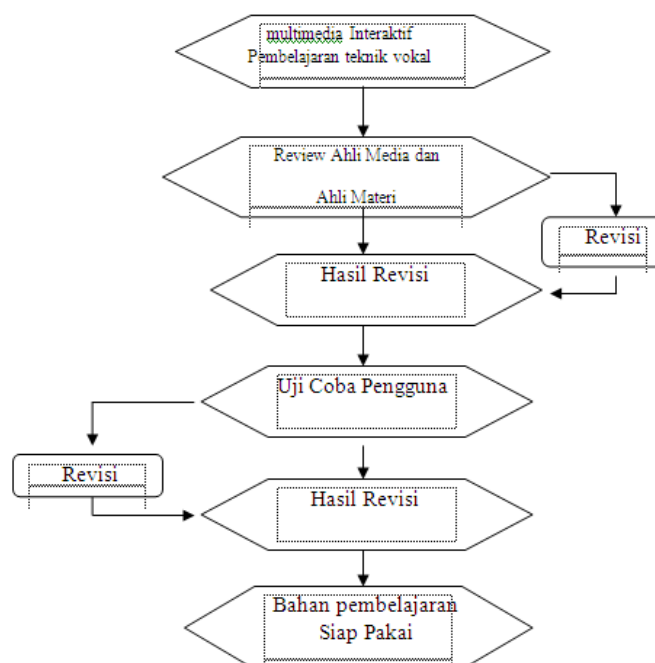 multimedia Interaktif
Pembelajaran teknik vokal
Review Ahli Media dan
Ahli Materi
Revisi
Hasil Revisi
Uji Coba Pengguna
Revisi
Hasil Revisi
Bahan pembelajaran
Siap Pakai